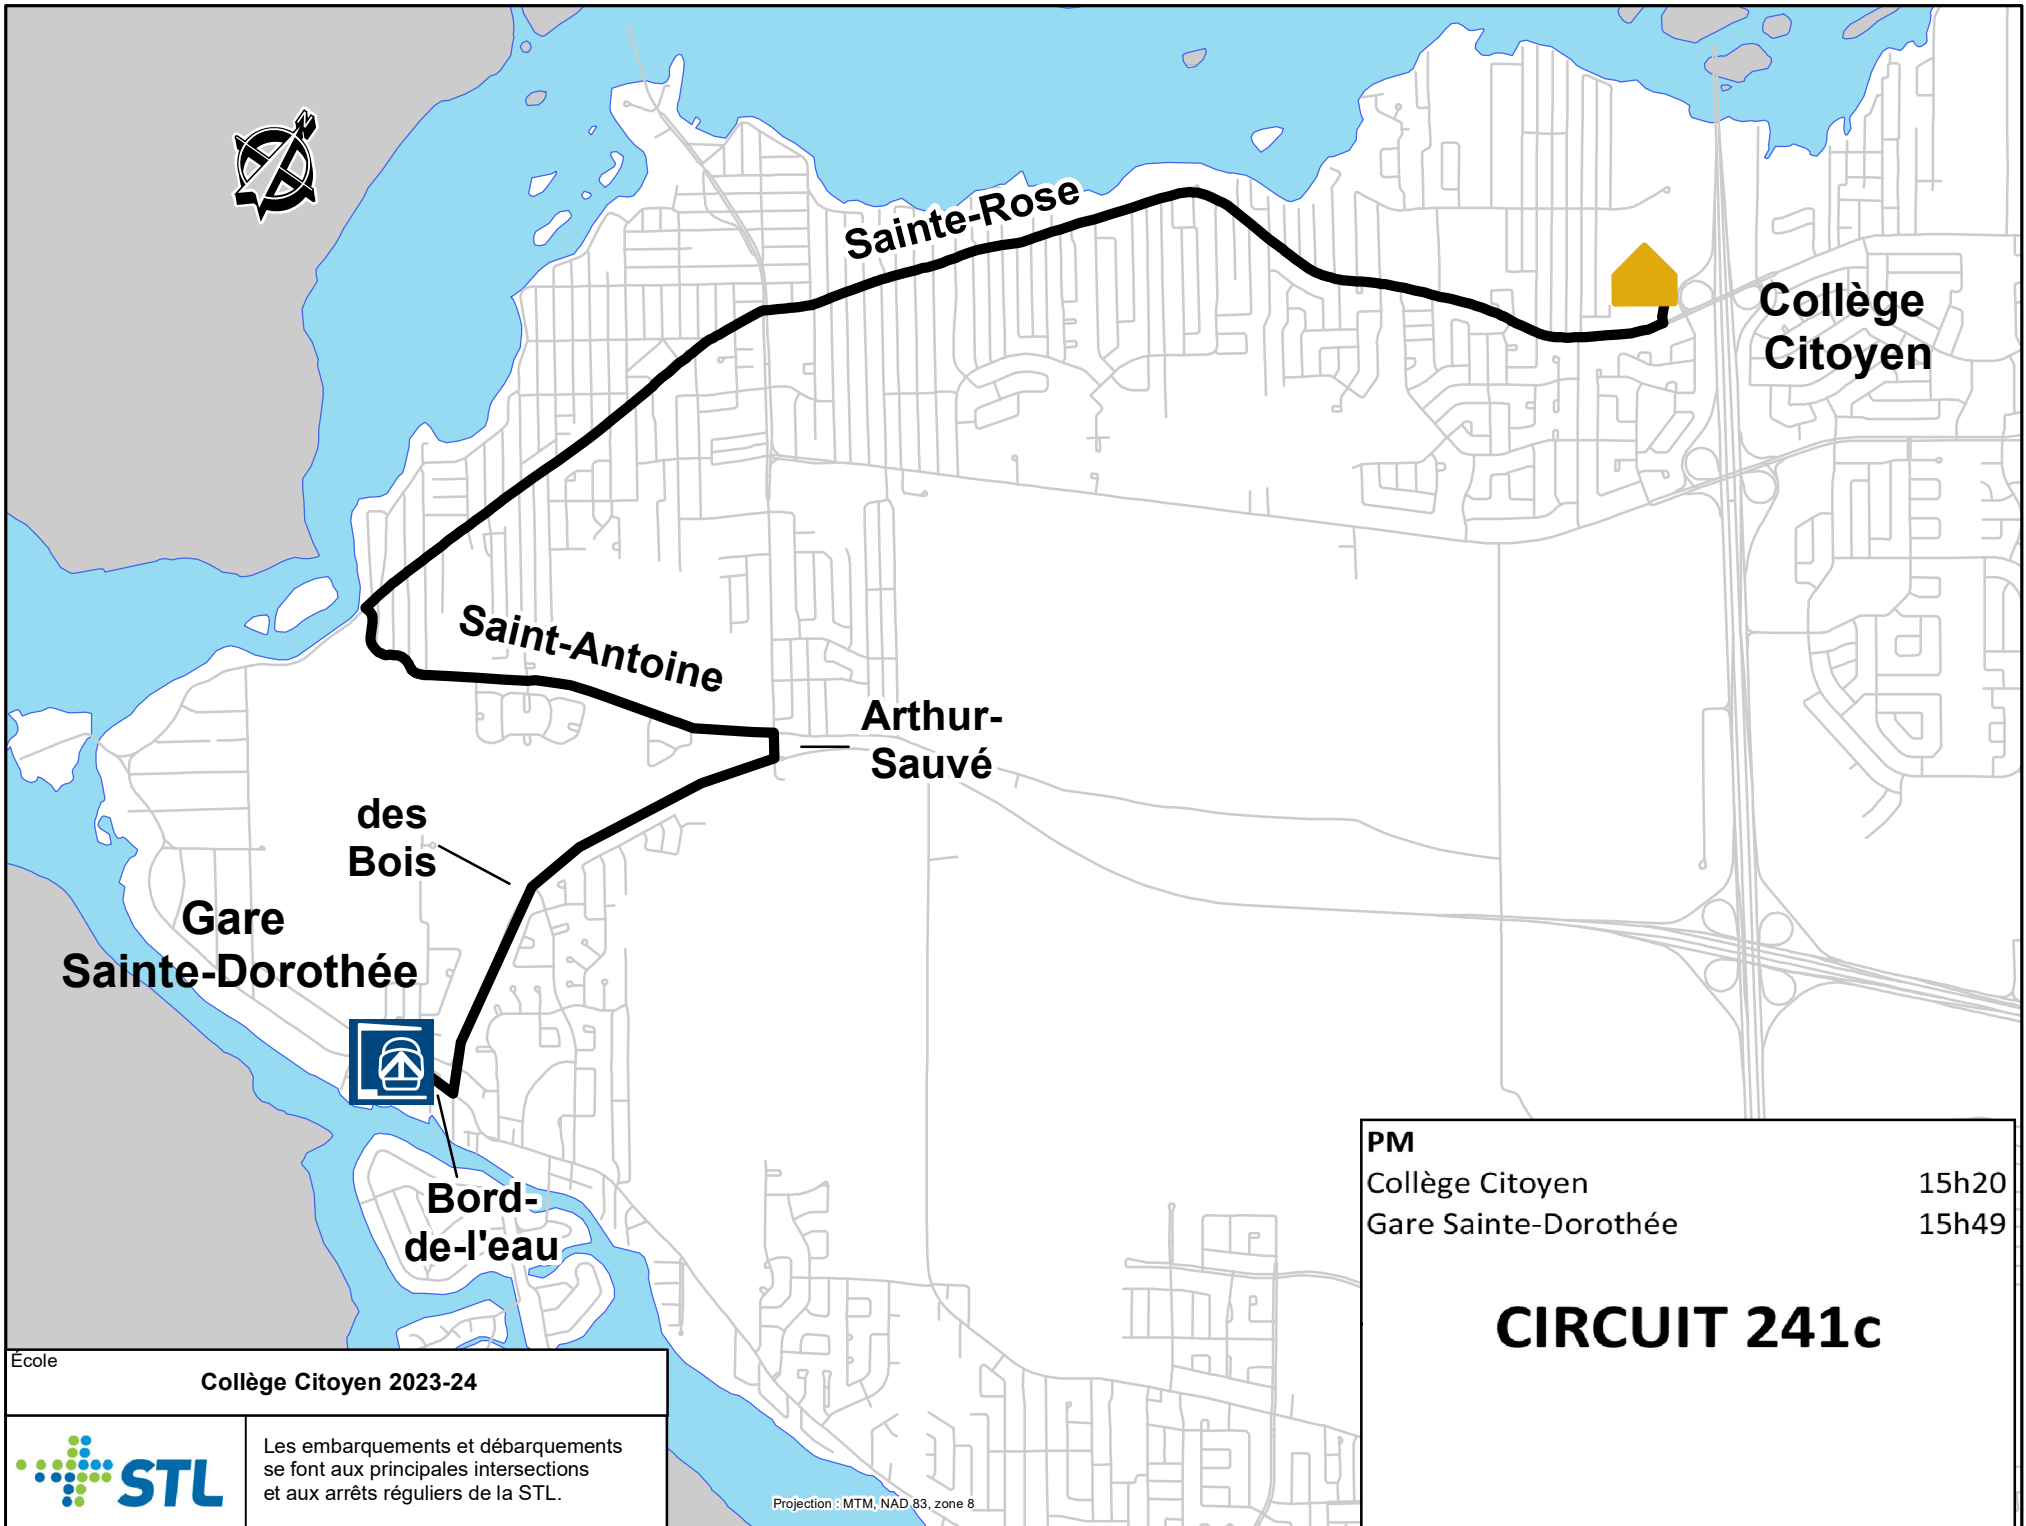 N
Sainte-Rose
Collège
Citoyen
Saint-Antoine
Arthur-
Sauvé
des
Bois
Gare
Sainte-Dorothée
Bord-
de-l'eau
PM
Collège Citoyen 15h20
Gare Sainte-Dorothée 15h49
CIRCUIT 241c
École
Collège Citoyen 2023-24
STL
Les embarquements et débarquements
se font aux principales intersections
et aux arrêts réguliers de la STL.
Projection : MTM, NAD 83, zone 8